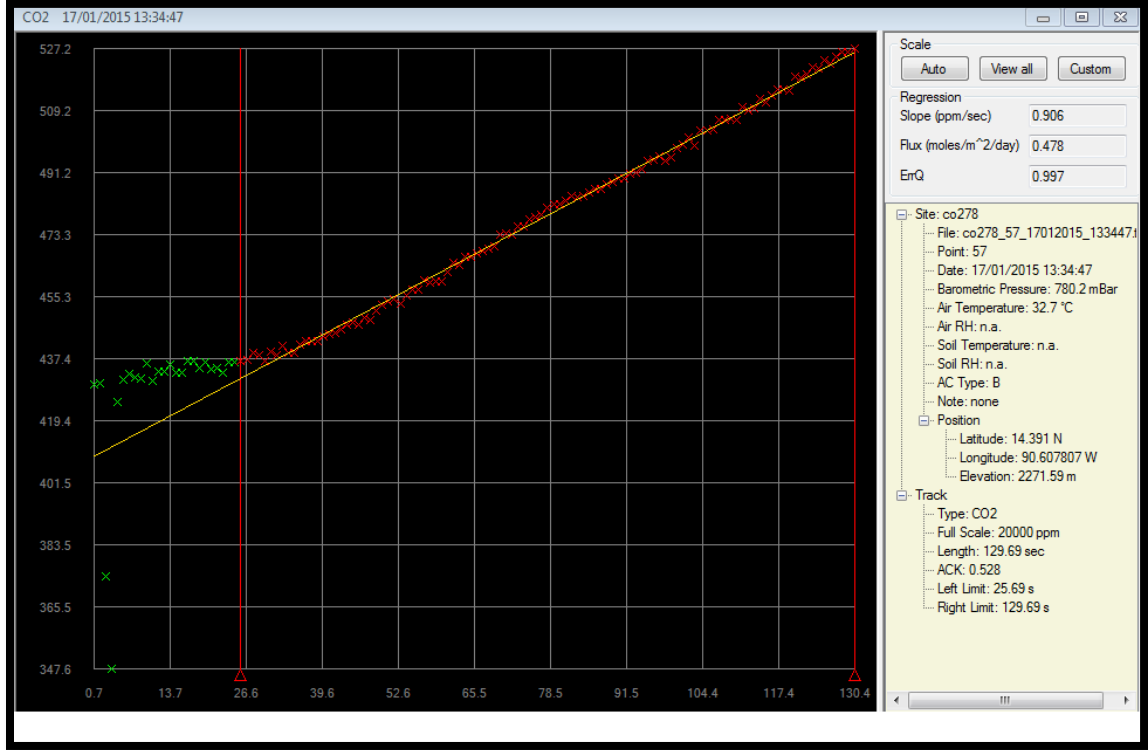 CO2 17/01/2015 13:34:47
527.2
509.2
491.2
473.3
455.3
437.4
419.4
401.5
383.5
365.5
347.6
0.7 13.7 26.6 39.6 52.6 65.5 78.5 91.5 104.4 117.4 130.4
Scale
Auto View all Custom
Regression
Slope (ppm/sec) 0.906
Flux (moles/m^2/day) 0.478
ErrQ 0.997
Site: co278
File: co278_57_17012015_133447.
Point: 57
Date: 17/01/2015 13:34:47
Barometric Pressure: 780.2 mBar
Air Temperature: 32.7 °C
Air RH: n.a.
Soil Temperature: n.a.
Soil RH: n.a.
AC Type: B
Note: none
Position
Latitude: 14.391 N
Longitude: 90.607807 W
Elevation: 2271.59 m
Track
Type: CO2
Full Scale: 20000 ppm
Length: 129.69 sec
ACK: 0.528
Left Limit: 25.69 s
Right Limit: 129.69 s